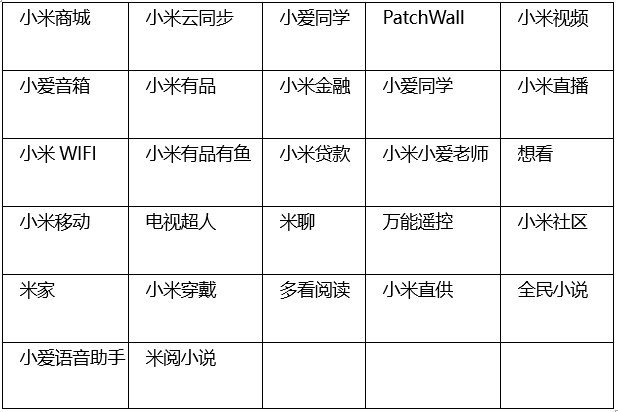 小米商城 小米云同步 小爱同学 PatchWall 小米视频
小爱音箱 小米有品 小米金融 小爱同学 小米直播
小米 WIFI 小米有品有鱼 小米贷款 小米小爱老师 想看
小米移动 电视超人 米聊 万能遥控 小米社区
米家 小米穿戴 多看阅读 小米直供 全民小说
小爱语音助手 米阅小说